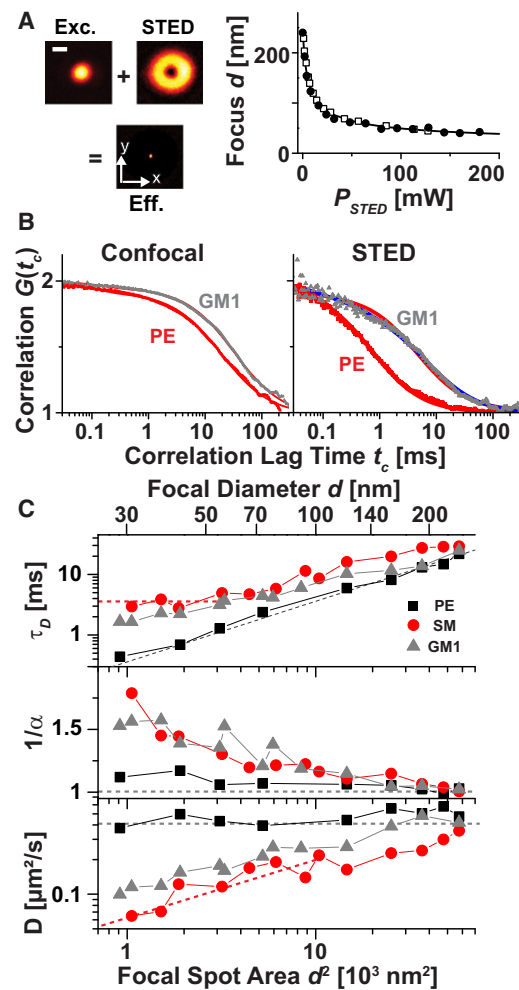 A
Exc.
STED
+
=
y
x
Eff.
Focus d [nm]
200
0
0
100
200
P_STED [mW]
B
Confocal
STED
Correlation G(t_c)
2
1
GM1
PE
GM1
PE
0.1 1 10 100
0.1 1 10 100
Correlation Lag Time t_c [ms]
C
Focal Diameter d [nm]
30 50 70 100 140 200
τ_D [ms]
10
1
PE
SM
GM1
1/α
1.5
1
D [μm²/s]
0.1
1 10
Focal Spot Area d² [10³ nm²]